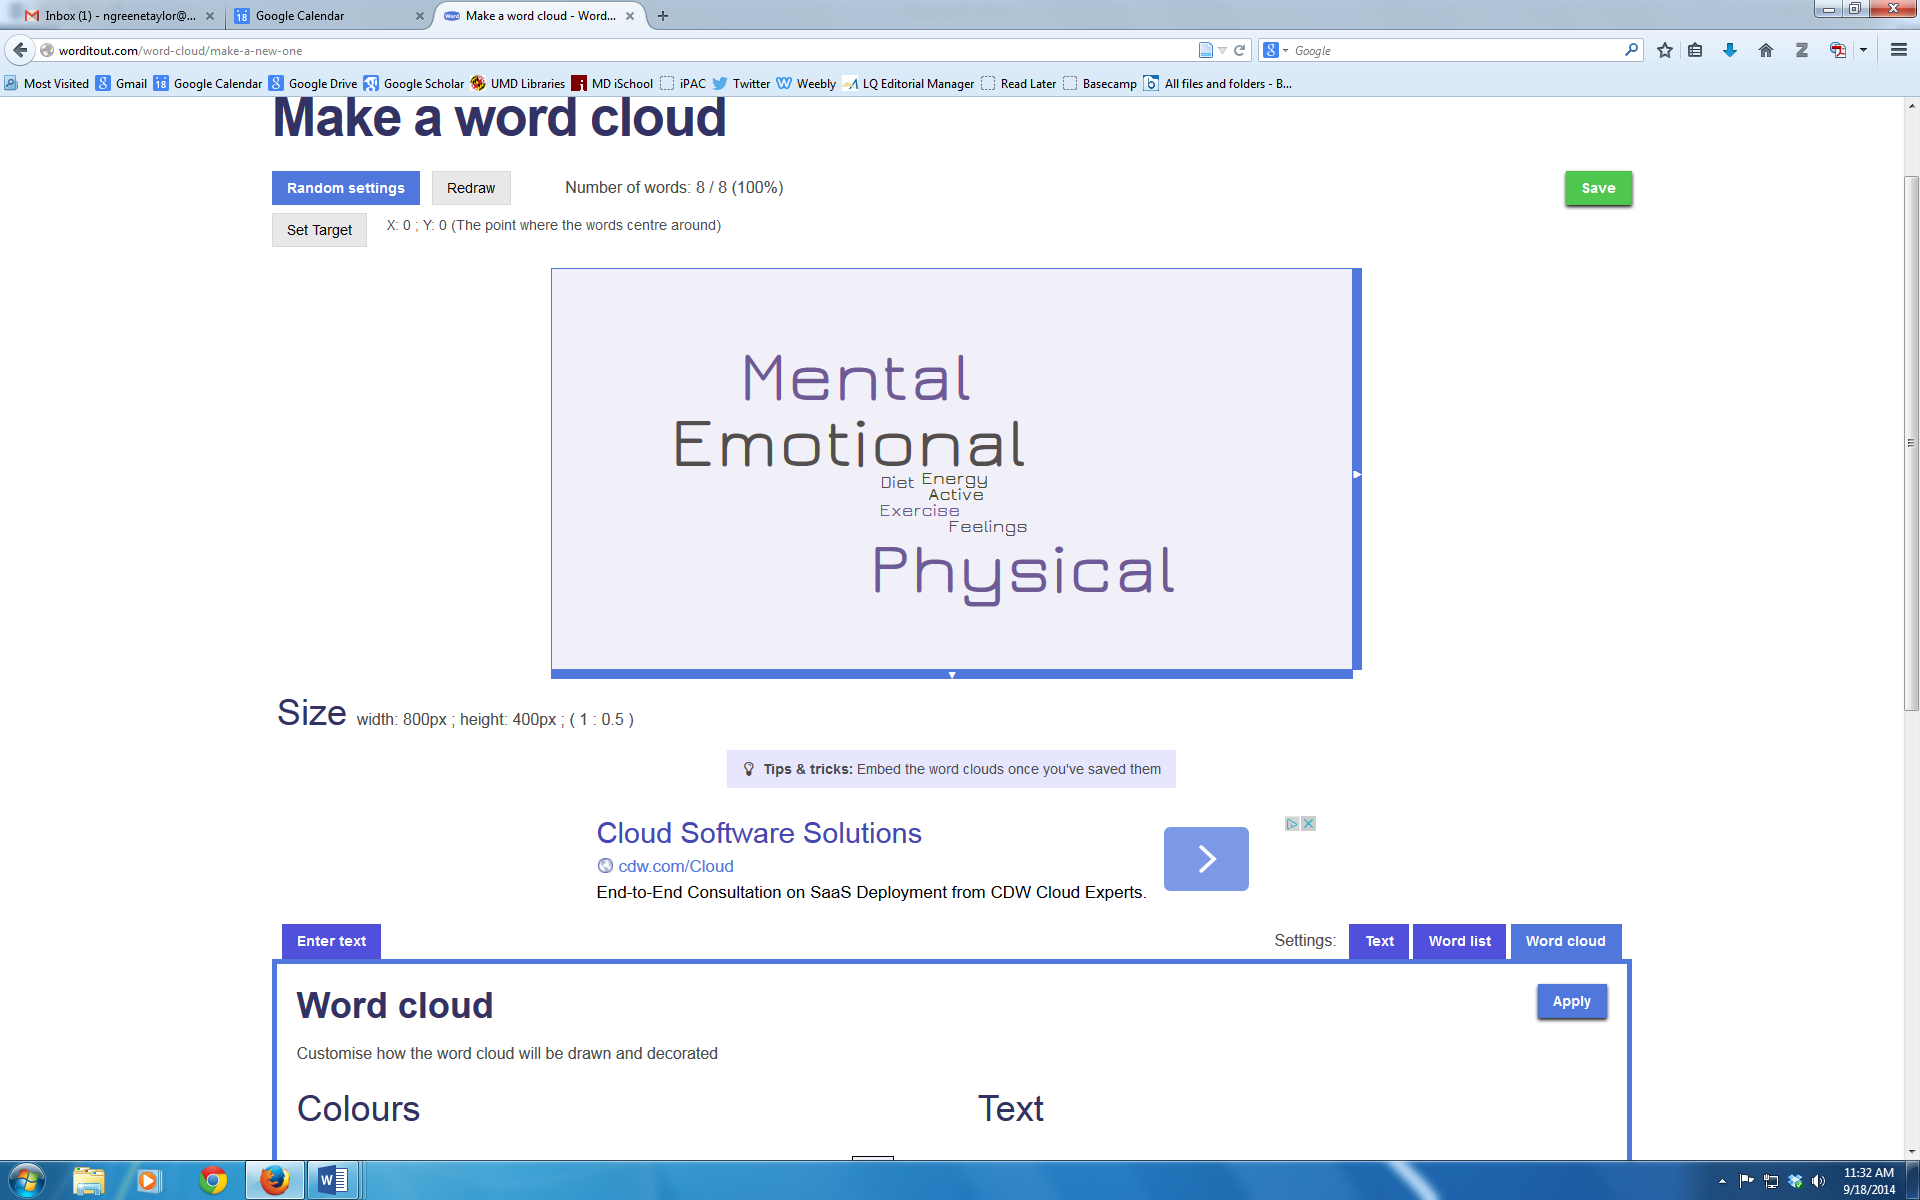 Inbox (1) - ngreenetaylor@...
Google Calendar
Word
Make a word cloud - Word...
worditout.com/word-cloud/make-a-new-one
Google
Most Visited Gmail Google Calendar Google Drive Google Scholar UMD Libraries MD iSchool iPAC Twitter Weebly LQ Editorial Manager Read Later Basecamp All files and folders - B...
Make a word cloud
Random settings Redraw Number of words: 8 / 8 (100%) Save
Set Target X: 0 ; Y: 0 (The point where the words centre around)
Mental
Emotional
Diet Energy
Active
Exercise
Feelings
Physical
Size width: 800px ; height: 400px ; ( 1 : 0.5 )
Tips & tricks: Embed the word clouds once you've saved them
Cloud Software Solutions
cdw.com/Cloud
End-to-End Consultation on SaaS Deployment from CDW Cloud Experts.
Enter text Settings: Text Word list Word cloud
Word cloud Apply
Customise how the word cloud will be drawn and decorated
Colours Text
11:32 AM
9/18/2014